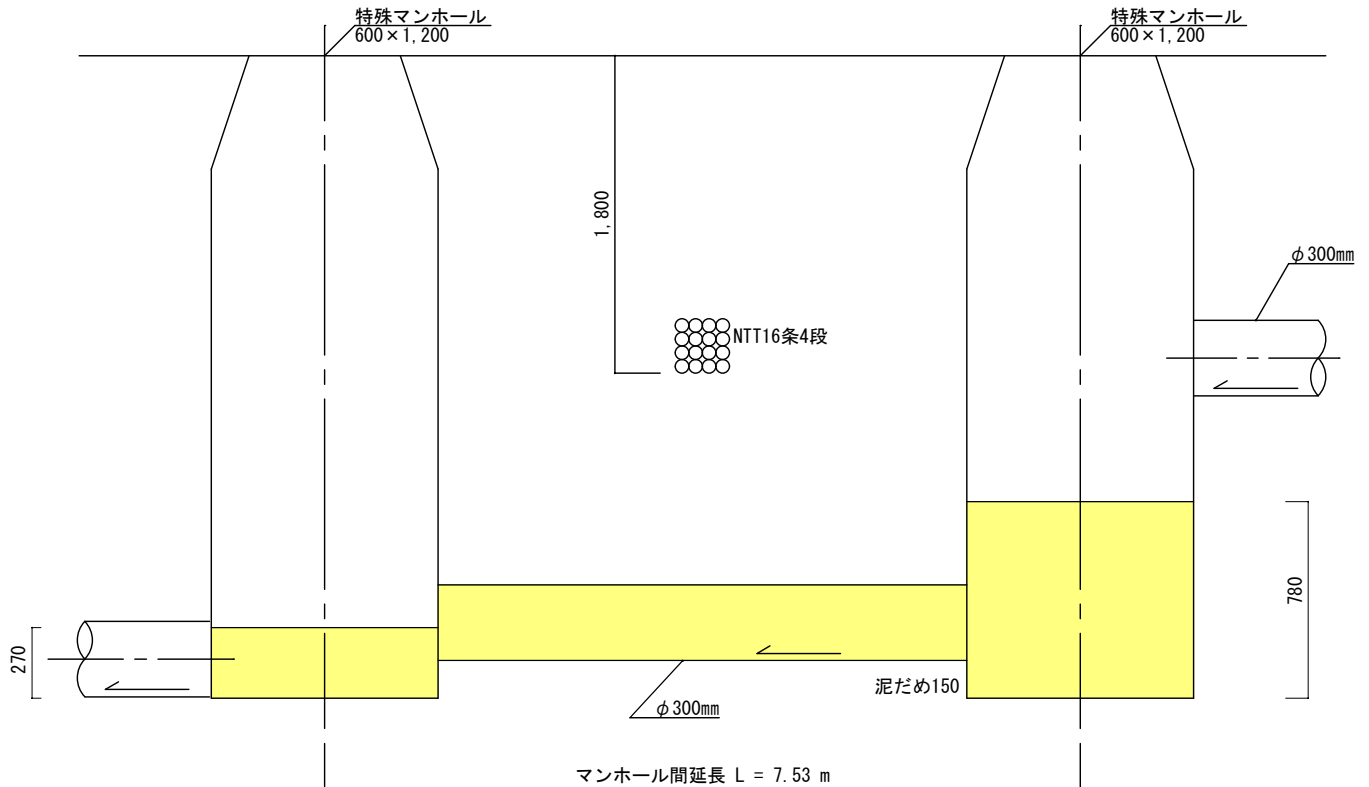 特殊マンホール
600×1,200
特殊マンホール
600×1,200
1,800
φ300mm
NTT16条4段
270
780
泥だめ150
φ300mm
マンホール間延長 L = 7.53 m